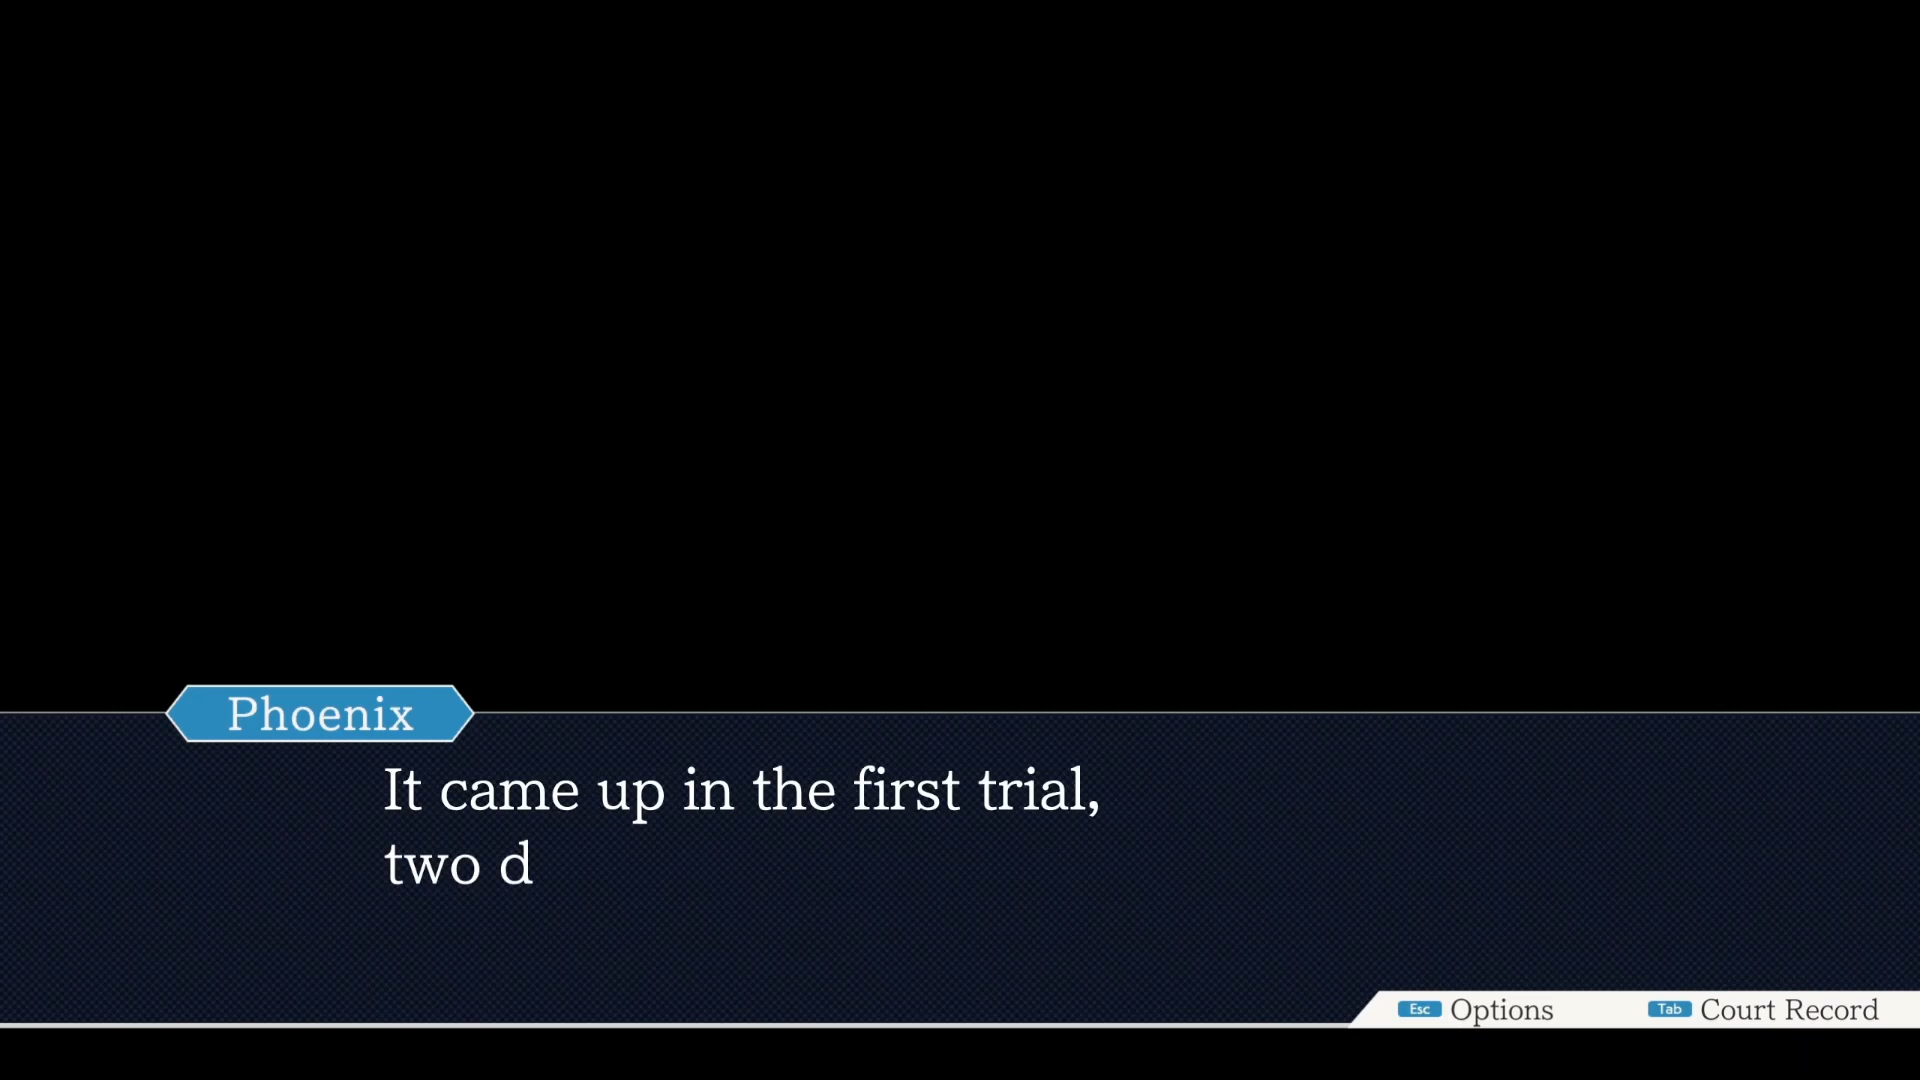 Phoenix
It came up in the first trial,
two d
Esc Options Tab Court Record